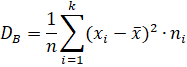 D_B = \frac{1}{n} \sum_{i=1}^{k} (x_i - \bar{x})^2 \cdot n_i